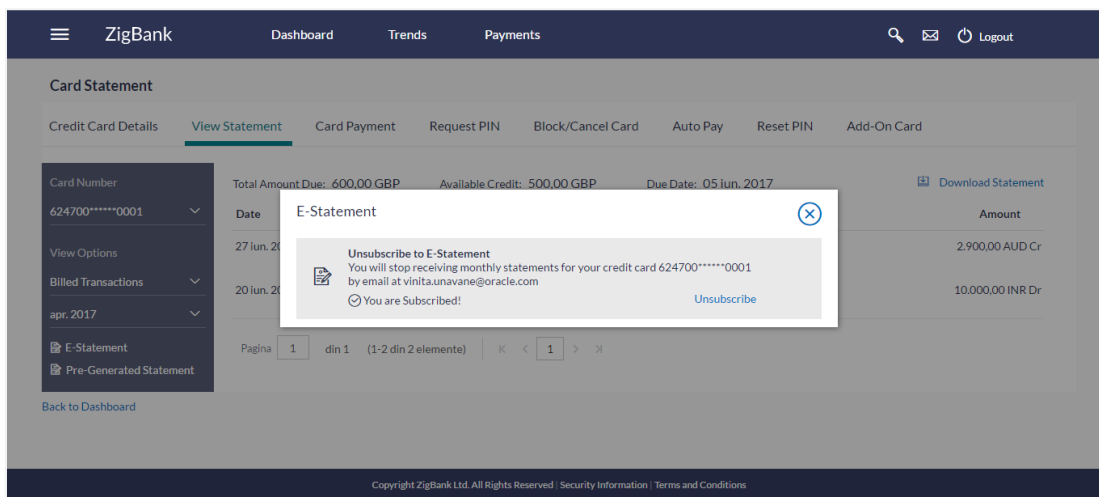 ZigBank Dashboard Trends Payments Logout
Card Statement
Credit Card Details View Statement Card Payment Request PIN Block/Cancel Card Auto Pay Reset PIN Add-On Card
Card Number
624700******0001
View Options
Billed Transactions
apr. 2017
E-Statement
Pre-Generated Statement
Back to Dashboard
Total Amount Due: 600,00 GBP Available Credit: 500,00 GBP Due Date: 05 iun. 2017 Download Statement
Date Amount
27 iun. 20 2.900,00 AUD Cr
20 iun. 20 10.000,00 INR Dr
E-Statement
Unsubscribe to E-Statement
You will stop receiving monthly statements for your credit card 624700******0001
by email at vinita.unavane@oracle.com
You are Subscribed! Unsubscribe
Pagina 1 din 1 (1-2 din 2 elemente) 1
Copyright ZigBank Ltd. All Rights Reserved | Security Information | Terms and Conditions